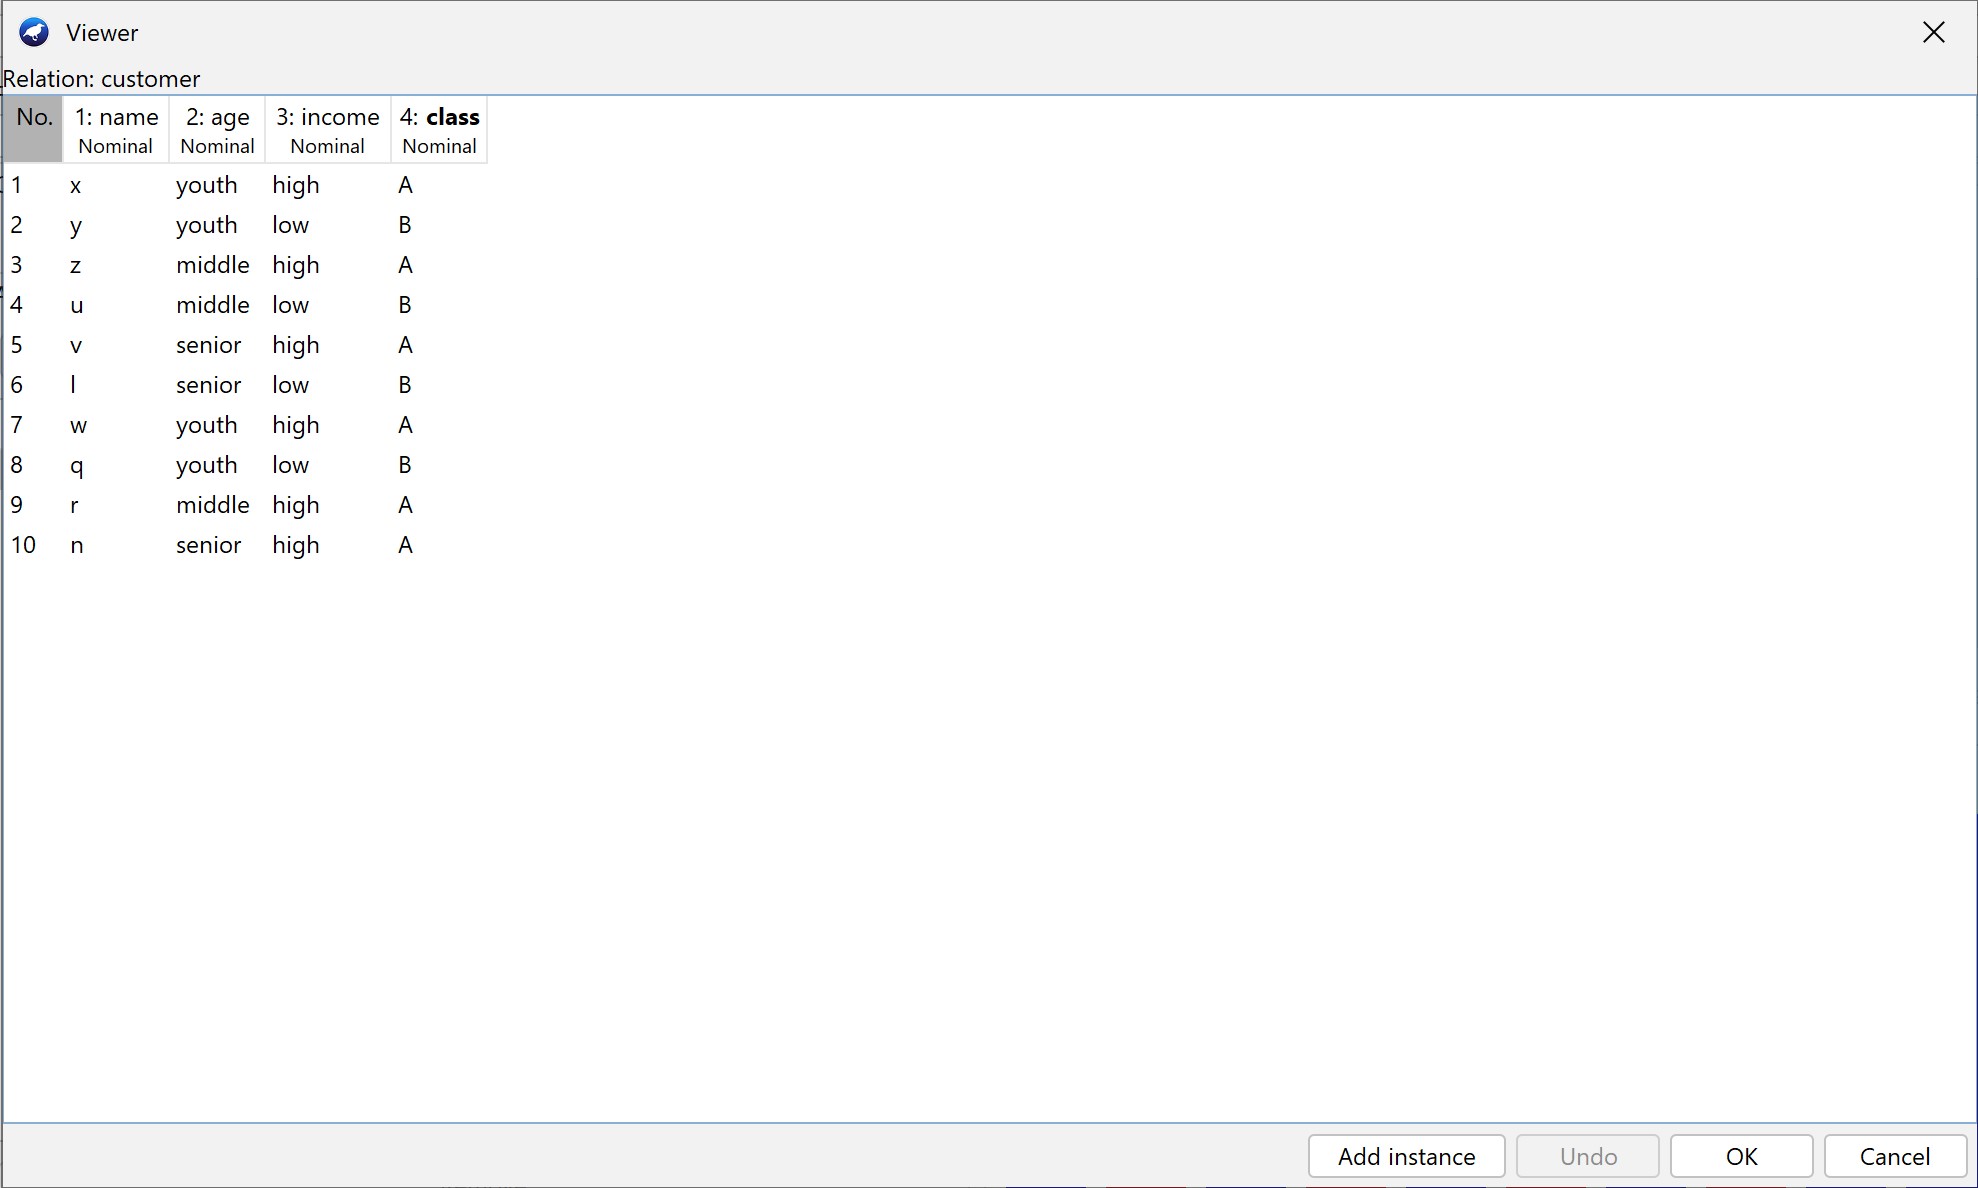 Viewer
Relation: customer
No. 1: name 2: age 3: income 4: class
Nominal Nominal Nominal Nominal
1 x youth high A
2 y youth low B
3 z middle high A
4 u middle low B
5 v senior high A
6 l senior low B
7 w youth high A
8 q youth low B
9 r middle high A
10 n senior high A
Add instance Undo OK Cancel